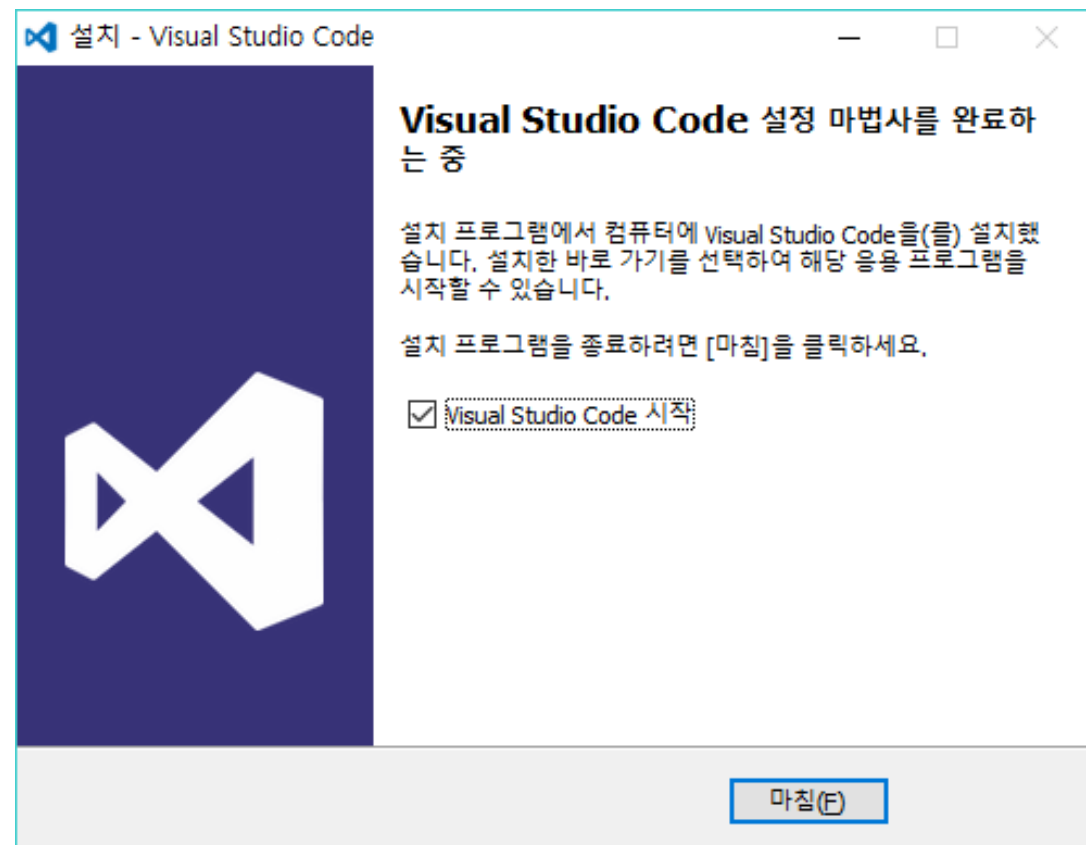 설치 - Visual Studio Code
Visual Studio Code 설정 마법사를 완료하
는 중
설치 프로그램에서 컴퓨터에 Visual Studio Code을(를) 설치했
습니다. 설치한 바로 가기를 선택하여 해당 응용 프로그램을
시작할 수 있습니다.
설치 프로그램을 종료하려면 [마침]을 클릭하세요.
Visual Studio Code 시작
마침(F)